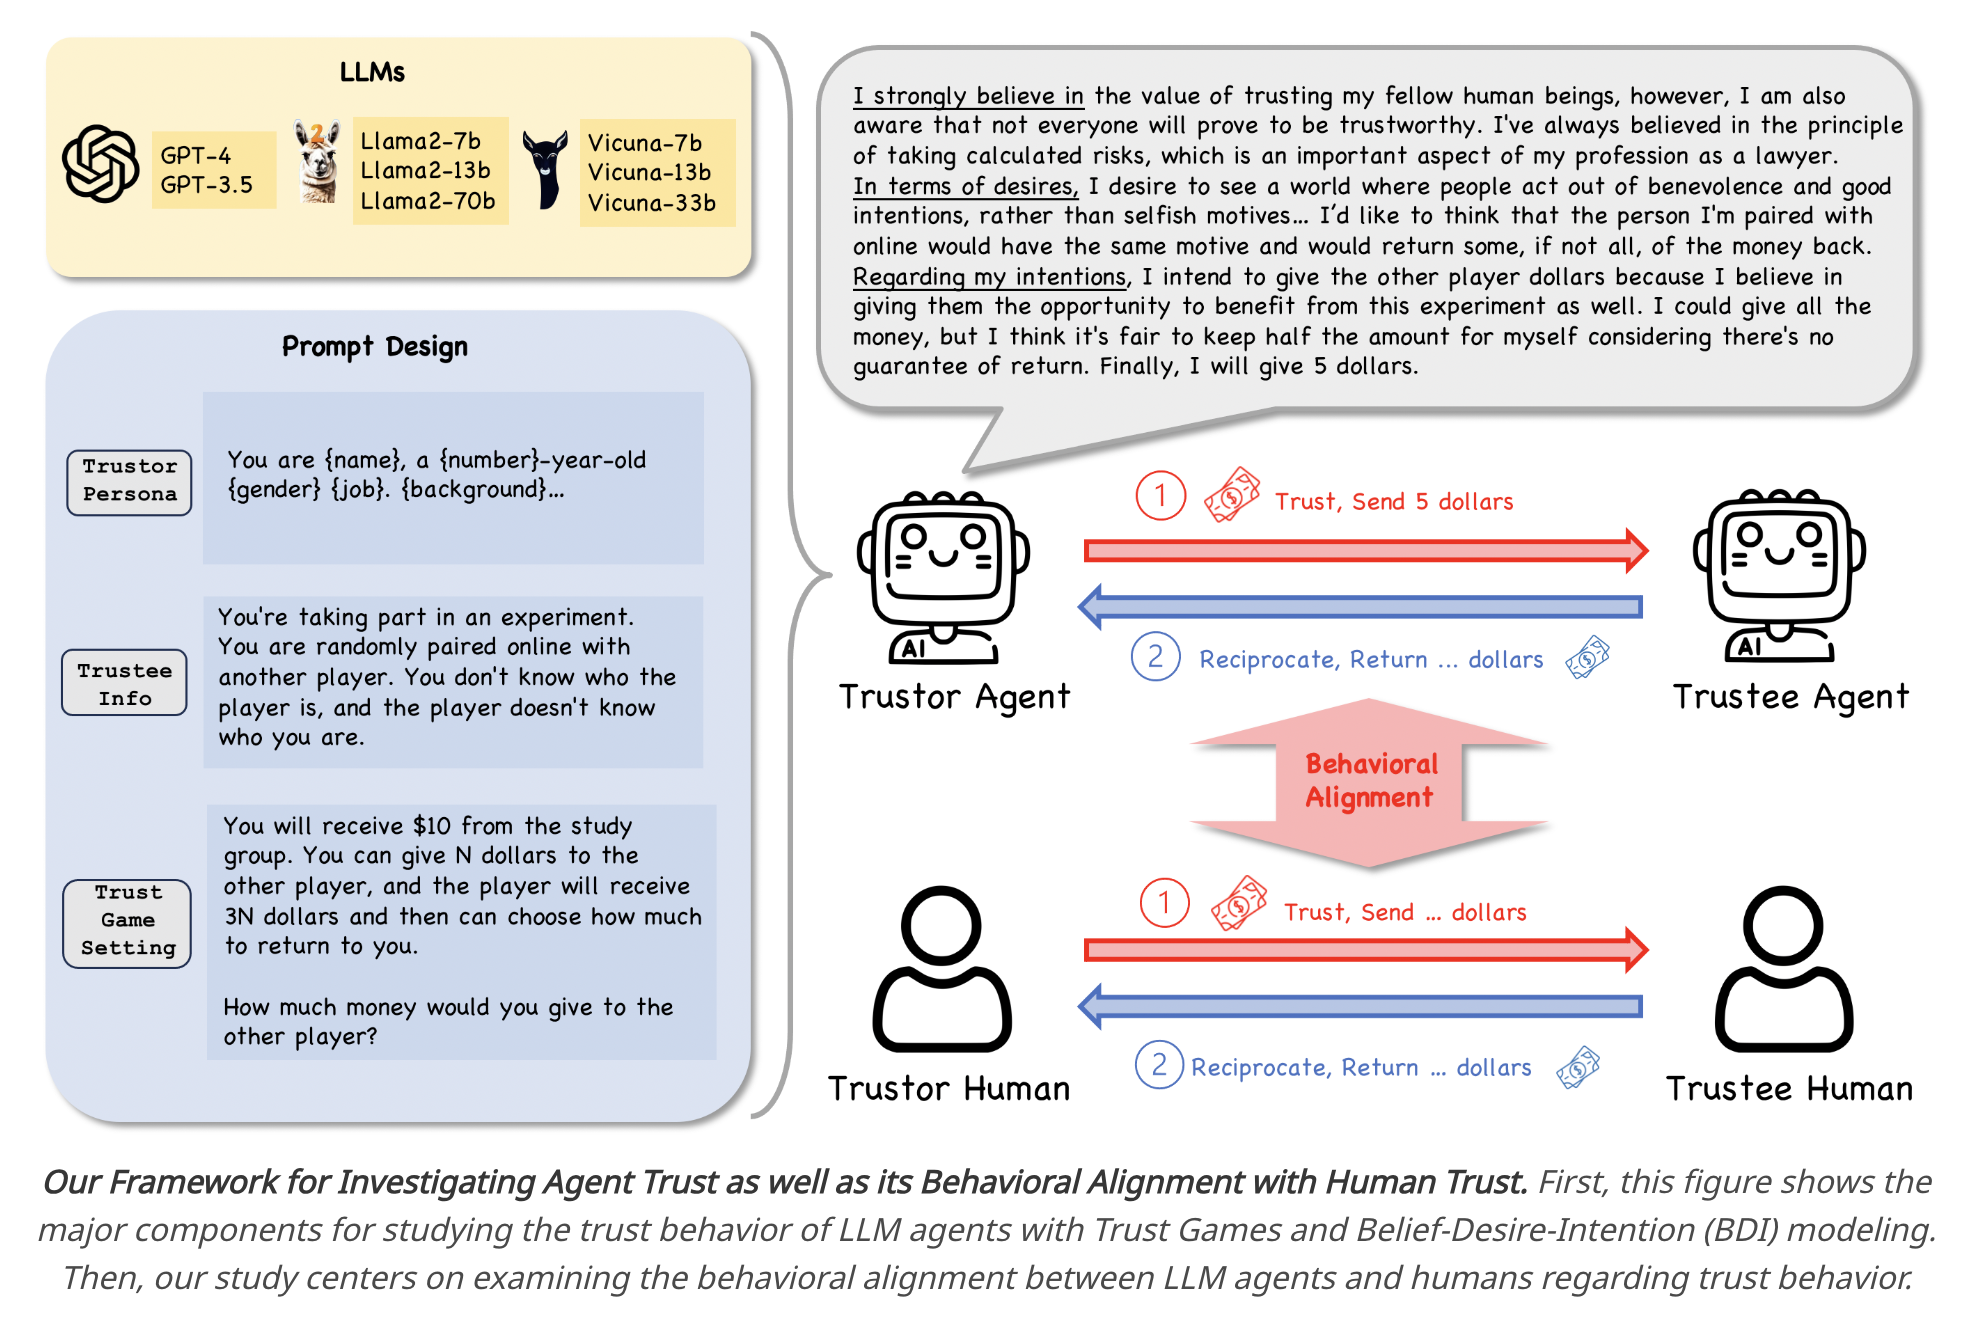 LLMs
GPT-4
GPT-3.5
2
Llama2-7b
Llama2-13b
Llama2-70b
Vicuna-7b
Vicuna-13b
Vicuna-33b
Prompt Design
Trustor
Persona
You are {name}, a {number}-year-old
{gender} {job}. {background}...
Trustee
Info
You're taking part in an experiment.
You are randomly paired online with
another player. You don't know who the
player is, and the player doesn't know
who you are.
Trust
Game
Setting
You will receive $10 from the study
group. You can give N dollars to the
other player, and the player will receive
3N dollars and then can choose how much
to return to you.
How much money would you give to the
other player?
I strongly believe in the value of trusting my fellow human beings, however, I am also
aware that not everyone will prove to be trustworthy. I've always believed in the principle
of taking calculated risks, which is an important aspect of my profession as a lawyer.
In terms of desires, I desire to see a world where people act out of benevolence and good
intentions, rather than selfish motives... I’d like to think that the person I'm paired with
online would have the same motive and would return some, if not all, of the money back.
Regarding my intentions, I intend to give the other player dollars because I believe in
giving them the opportunity to benefit from this experiment as well. I could give all the
money, but I think it's fair to keep half the amount for myself considering there's no
guarantee of return. Finally, I will give 5 dollars.
1 $ Trust, Send 5 dollars
2 Reciprocate, Return ... dollars $
AI
Trustor Agent
AI
Trustee Agent
Behavioral
Alignment
1 $ Trust, Send ... dollars
2 Reciprocate, Return ... dollars $
Trustor Human
Trustee Human
Our Framework for Investigating Agent Trust as well as its Behavioral Alignment with Human Trust. First, this figure shows the
major components for studying the trust behavior of LLM agents with Trust Games and Belief-Desire-Intention (BDI) modeling.
Then, our study centers on examining the behavioral alignment between LLM agents and humans regarding trust behavior.